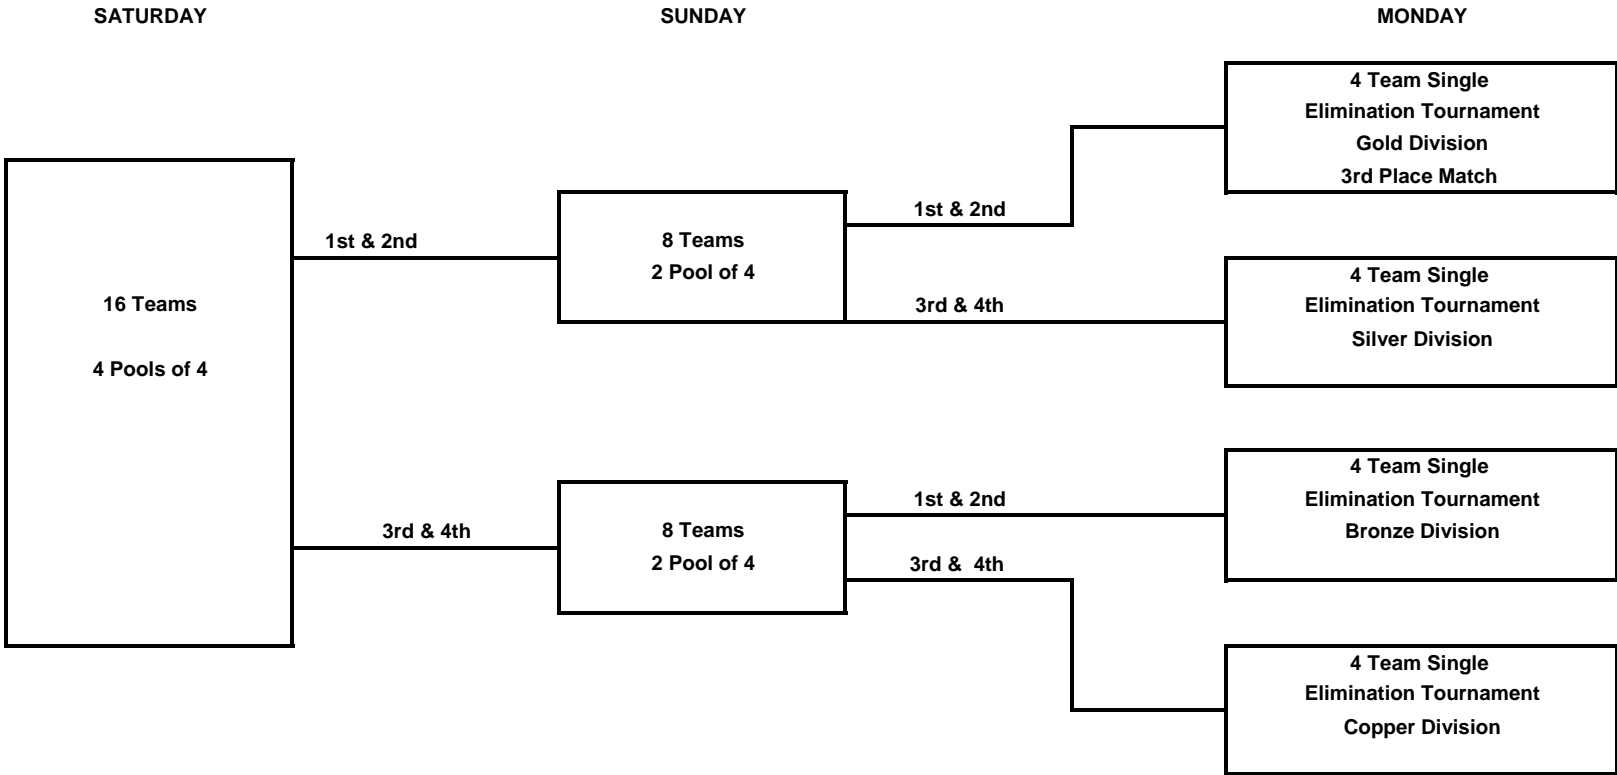 SATURDAY
SUNDAY
MONDAY
4 Team Single
Elimination Tournament
Gold Division
3rd Place Match
1st & 2nd
1st & 2nd
8 Teams
2 Pool of 4
4 Team Single
16 Teams
3rd & 4th
Elimination Tournament
Silver Division
4 Pools of 4
4 Team Single
1st & 2nd
Elimination Tournament
3rd & 4th
8 Teams
Bronze Division
2 Pool of 4
3rd &  4th
4 Team Single
Elimination Tournament
Copper Division